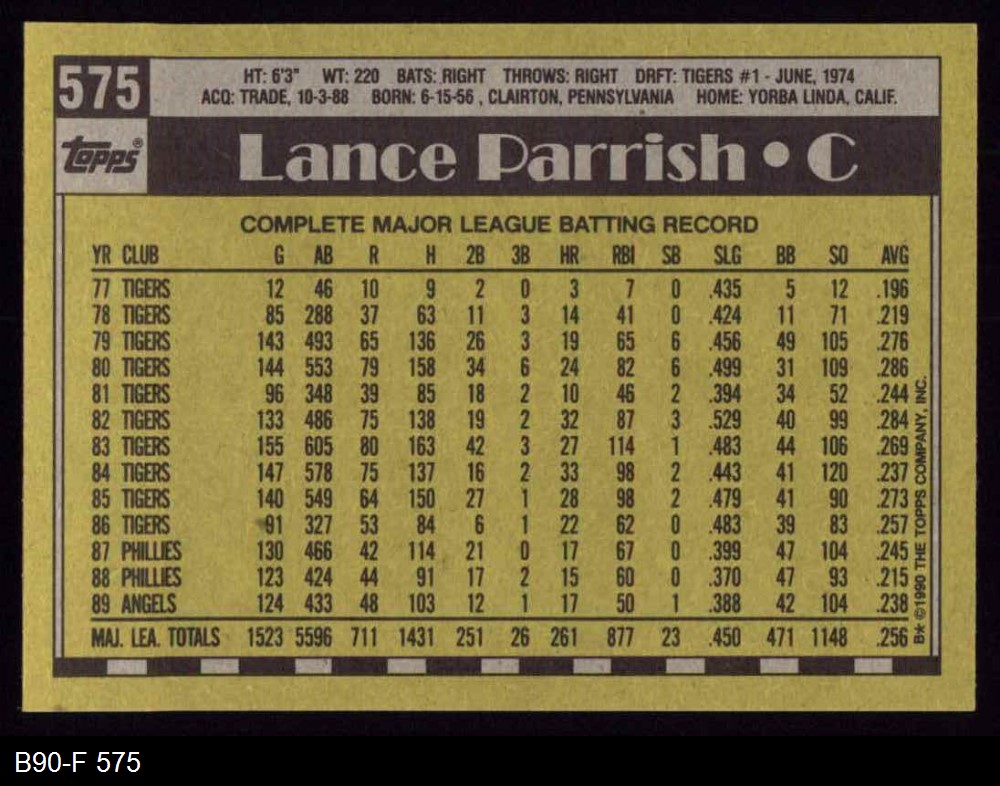 575
HT: 6'3" WT: 220 BATS: RIGHT THROWS: RIGHT DRFT: TIGERS #1 - JUNE, 1974
ACQ: TRADE, 10-3-88 BORN: 6-15-56 , CLAIRTON, PENNSYLVANIA HOME: YORBA LINDA, CALIF.
topps®
Lance Parrish • C
COMPLETE MAJOR LEAGUE BATTING RECORD
YR CLUB G AB R H 2B 3B HR RBI SB SLG BB SO AVG
77 TIGERS 12 46 10 9 2 0 3 7 0 .435 5 12 .196
78 TIGERS 85 288 37 63 11 3 14 41 0 .424 11 71 .219
79 TIGERS 143 493 65 136 26 3 19 65 6 .456 49 105 .276
80 TIGERS 144 553 79 158 34 6 24 82 6 .499 31 109 .286
81 TIGERS 96 348 39 85 18 2 10 46 2 .394 34 52 .244
82 TIGERS 133 486 75 138 19 2 32 87 3 .529 40 99 .284
83 TIGERS 155 605 80 163 42 3 27 114 1 .483 44 106 .269
84 TIGERS 147 578 75 137 16 2 33 98 2 .443 41 120 .237
85 TIGERS 140 549 64 150 27 1 28 98 2 .479 41 90 .273
86 TIGERS 91 327 53 84 6 1 22 62 0 .483 39 83 .257
87 PHILLIES 130 466 42 114 21 0 17 67 0 .399 47 104 .245
88 PHILLIES 123 424 44 91 17 2 15 60 0 .370 47 93 .215
89 ANGELS 124 433 48 103 12 1 17 50 1 .388 42 104 .238
MAJ. LEA. TOTALS 1523 5596 711 1431 251 26 261 877 23 .450 471 1148 .256
B* ©1990 THE TOPPS COMPANY, INC.
B90-F 575